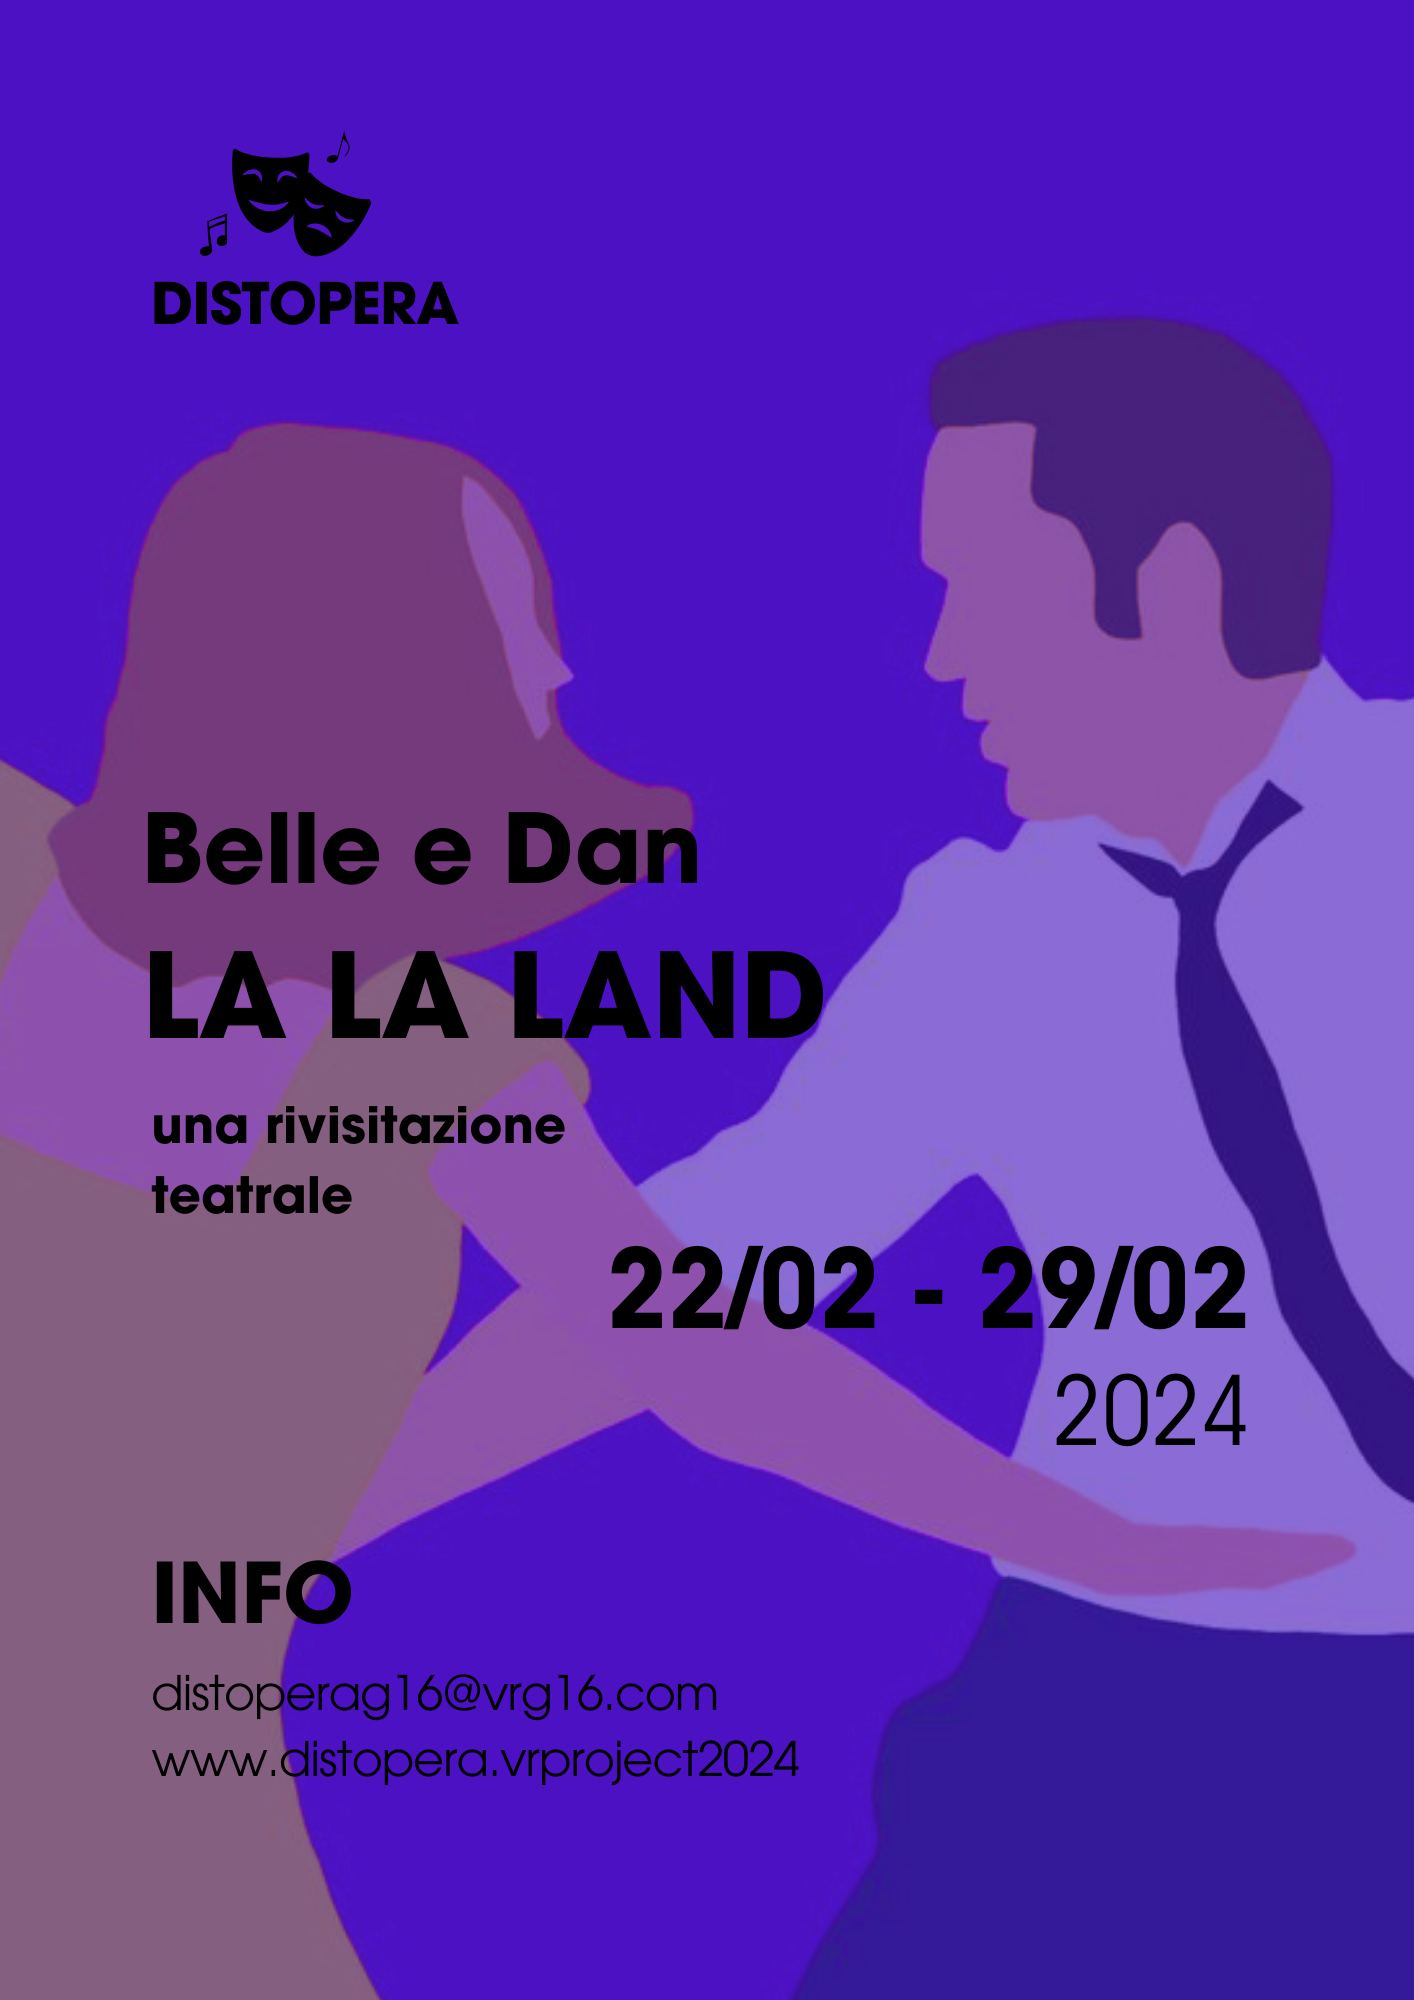 DISTOPERA
Belle e Dan
LA LA LAND
una rivisitazione
teatrale
22/02 - 29/02
2024
INFO
distoperag16@vrg16.com
www.distopera.vrproject2024